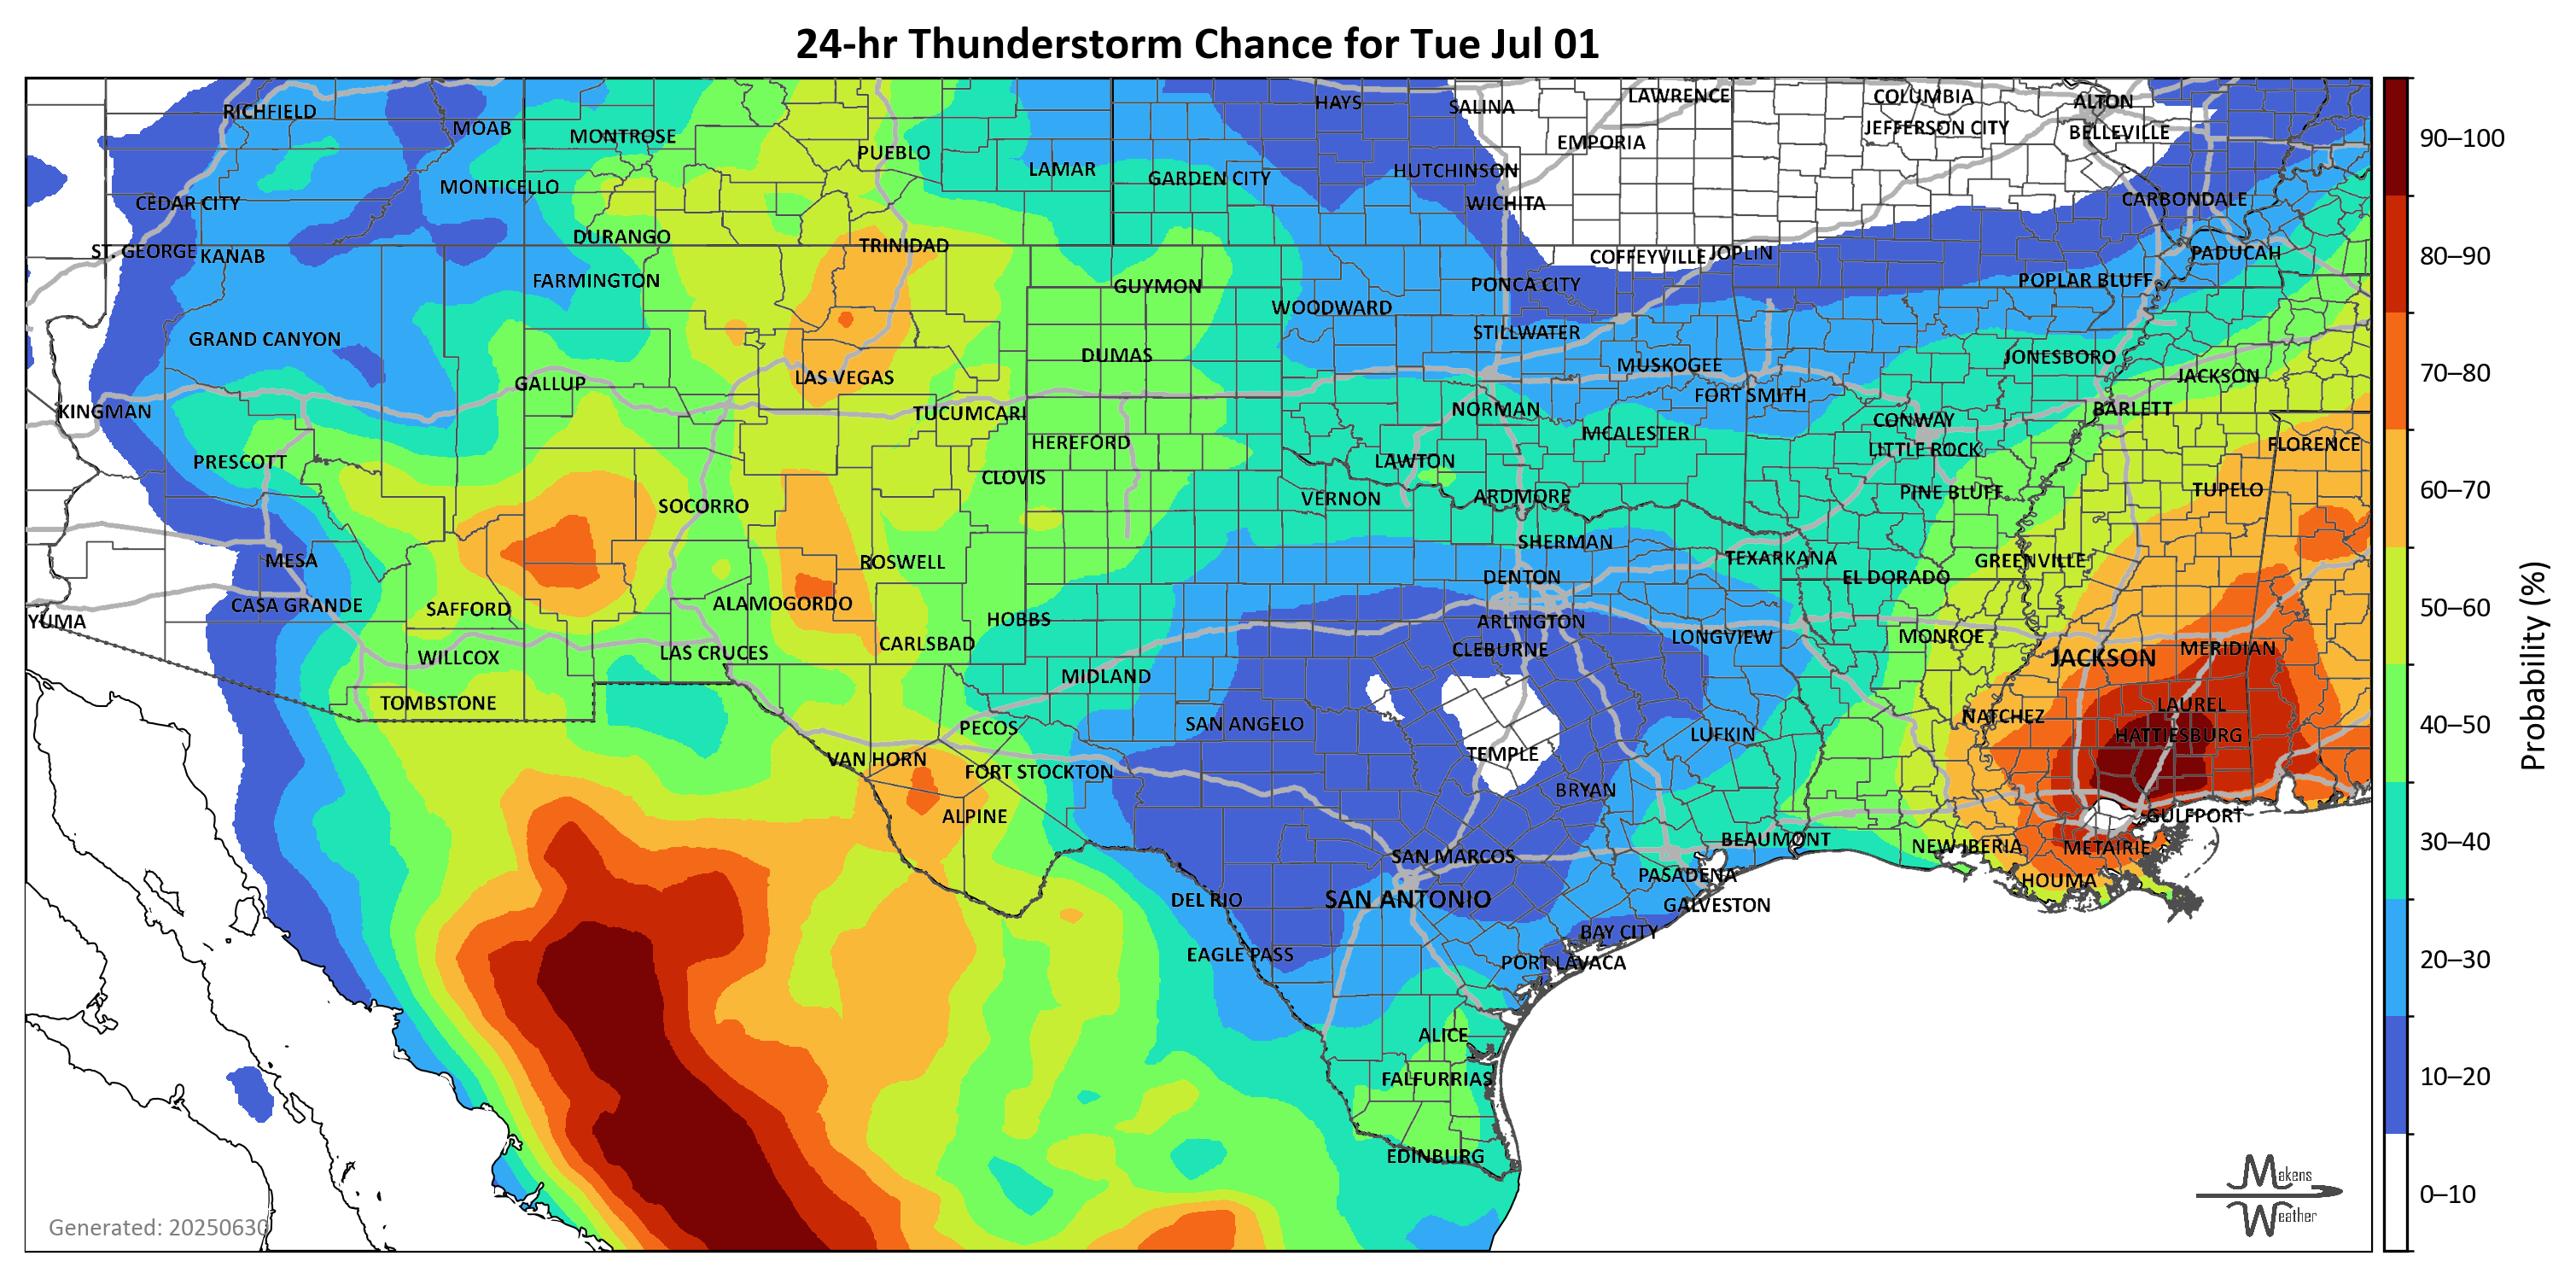 24-hr Thunderstorm Chance for Tue Jul 01
RICHFIELD
MOAB
MONTROSE
PUEBLO
LAMAR
HAYS
SALINA
LAWRENCE
COLUMBIA
ALTON
EMPORIA
JEFFERSON CITY
BELLEVILLE
MONTICELLO
GARDEN CITY
HUTCHINSON
CEDAR CITY
WICHITA
CARBONDALE
ST. GEORGE
KANAB
DURANGO
TRINIDAD
COFFEYVILLE
JOPLIN
PADUCAH
FARMINGTON
GUYMON
PONCA CITY
POPLAR BLUFF
WOODWARD
GRAND CANYON
STILLWATER
DUMAS
MUSKOGEE
JONESBORO
GALLUP
LAS VEGAS
FORT SMITH
JACKSON
KINGMAN
TUCUMCARI
NORMAN
CONWAY
BARLETT
HEREFORD
MCALESTER
LITTLE ROCK
FLORENCE
PRESCOTT
CLOVIS
LAWTON
SOCORRO
VERNON
ARDMORE
PINE BLUFF
TUPELO
MESA
ROSWELL
SHERMAN
TEXARKANA
GREENVILLE
CASA GRANDE
SAFFORD
ALAMOGORDO
DENTON
EL DORADO
YUMA
HOBBS
ARLINGTON
WILLCOX
LAS CRUCES
CARLSBAD
CLEBURNE
LONGVIEW
MONROE
JACKSON
MERIDIAN
TOMBSTONE
MIDLAND
PECOS
SAN ANGELO
LUFKIN
NATCHEZ
LAUREL
HATTIESBURG
VAN HORN
FORT STOCKTON
TEMPLE
BRYAN
ALPINE
GULFPORT
SAN MARCOS
BEAUMONT
NEW IBERIA
METAIRIE
DEL RIO
SAN ANTONIO
PASADENA
HOUMA
GALVESTON
EAGLE PASS
BAY CITY
PORT LAVACA
ALICE
FALFURRIAS
EDINBURG
Generated: 20250630
Makens
Weather
90–100
80–90
70–80
60–70
50–60
40–50
30–40
20–30
10–20
0–10
Probability (%)